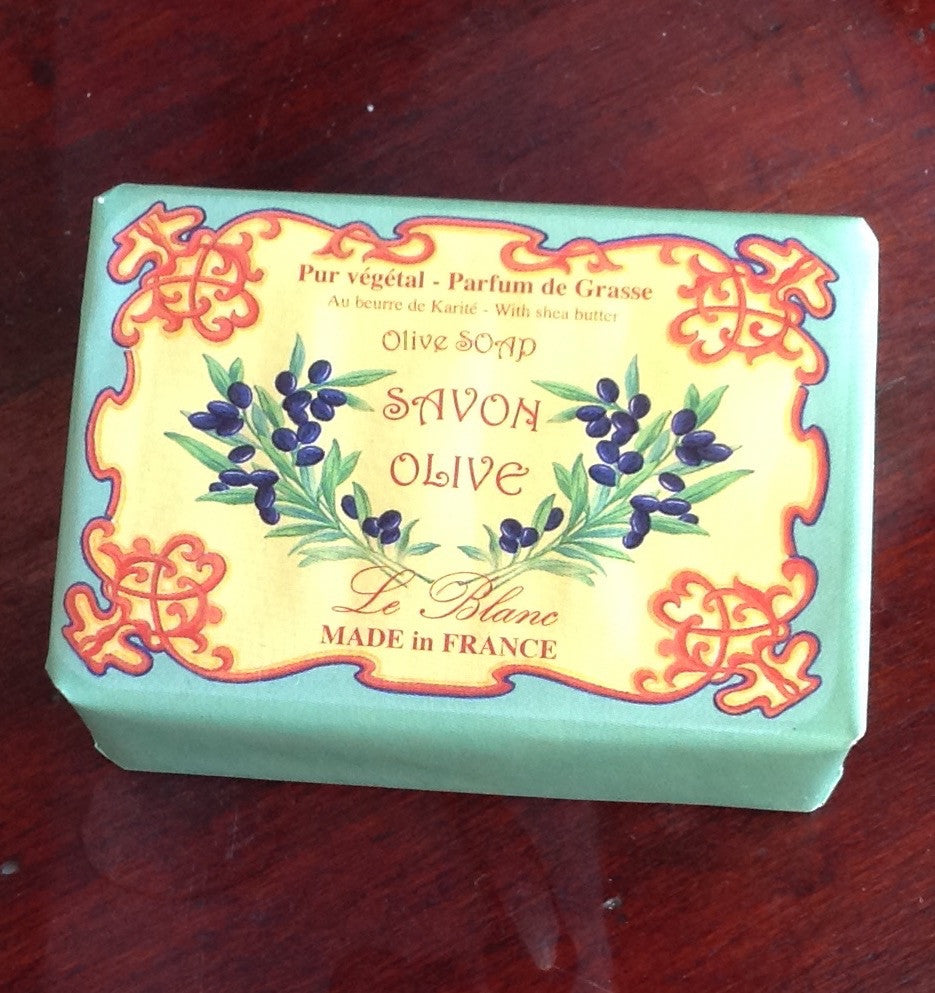 Pur végétal - Parfum de Grasse
Au beurre de Karité - With shea butter
Olive SOAP
SAVON
OLIVE
Le Blanc
MADE in FRANCE